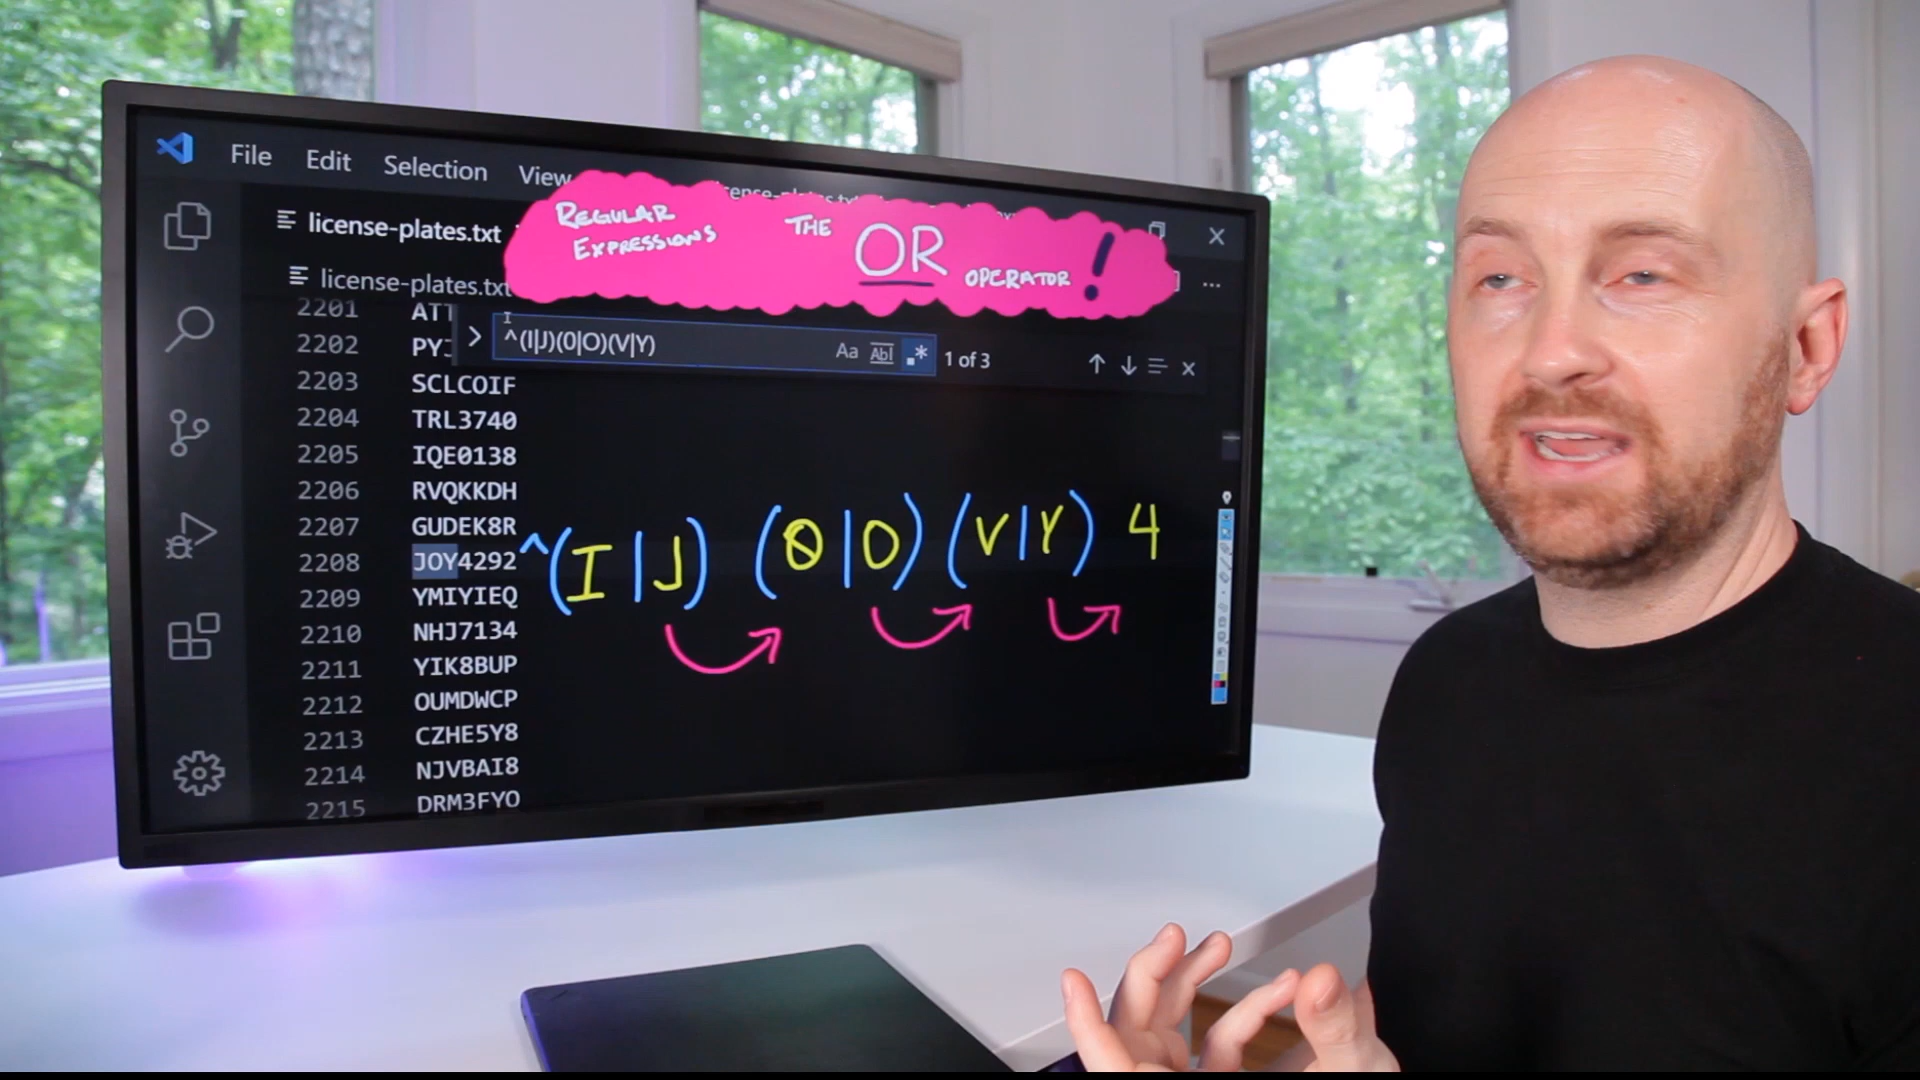 File Edit Selection View
license-plates.txt
REGULAR
EXPRESSIONS
THE OR OPERATOR!
license-plates.txt
^(I|J)(0|O)(V|Y)
Aa Abl .* 1 of 3
2201 ATT
2202
2203 SCLCOIF
2204 TRL3740
2205 IQE0138
2206 RVQKKDH
2207 GUDEK8R
2208 JOY4292
^(I|J) (0|O) (V|Y) 4
2209 YMIYIEQ
2210 NHJ7134
2211 YIK8BUP
2212 OUMDWCP
2213 CZHE5Y8
2214 NJVBAI8
2215 DRM3FYO